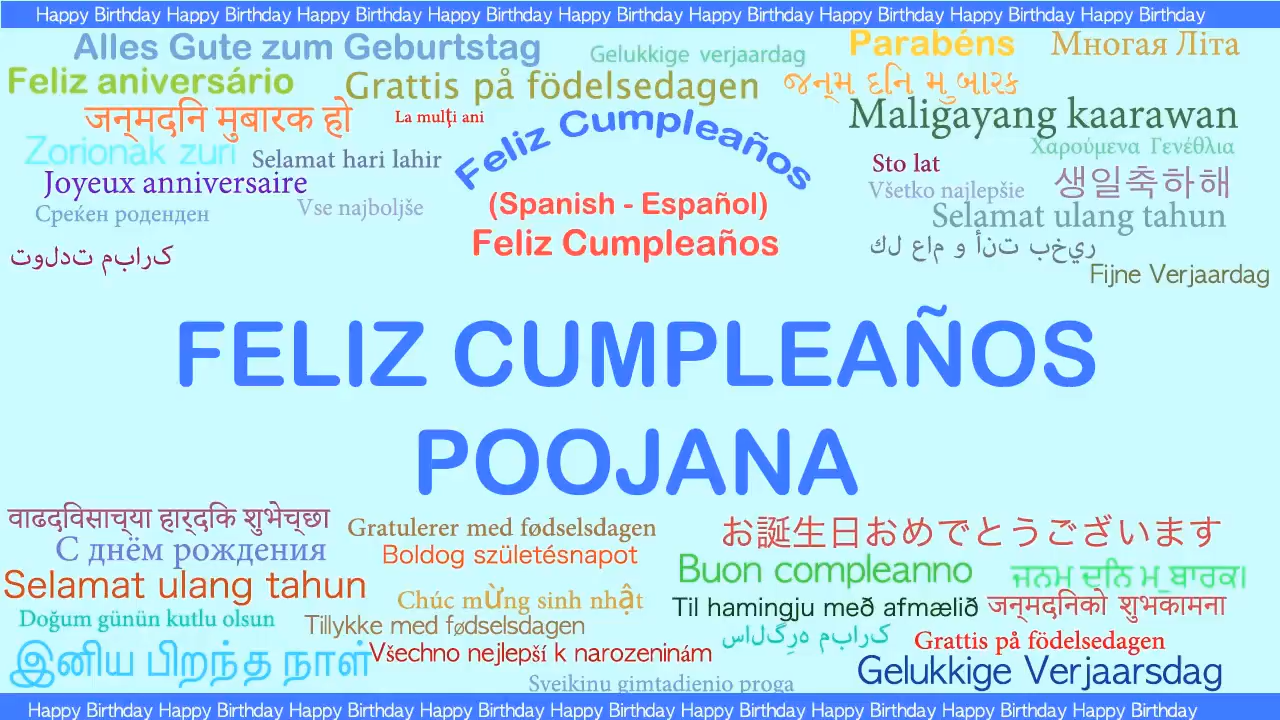 Happy Birthday Happy Birthday Happy Birthday Happy Birthday Happy Birthday Happy Birthday Happy Birthday Happy Birthday Happy Birthday
Alles Gute zum Geburtstag
Gelukkige verjaardag
Parabéns
Многая Літа
Feliz aniversário
Grattis på födelsedagen
જન્મ દિન મુબારક
जन्मदिन मुबारक हो
La mulţi ani
Feliz Cumpleaños
Maligayang kaarawan
Zorionak zuri
Selamat hari lahir
Χαρούμενα Γενέθλια
Sto lat
Joyeux anniversaire
(Spanish - Español)
Všetko najlepšie
생일축하해
Среќен роденден
Vse najboljše
Selamat ulang tahun
Feliz Cumpleaños
تولدت مبارک
كل عام و أنت بخير
Fijne Verjaardag
FELIZ CUMPLEAÑOS
POOJANA
वाढदिवसाच्या हार्दिक शुभेच्छा
Gratulerer med fødselsdagen
お誕生日おめでとうございます
С днём рождения
Boldog születésnapot
Buon compleanno
ਜਨਮ ਦਿਨ ਮੁਬਾਰਕ।
Selamat ulang tahun
Chúc mừng sinh nhật
Til hamingju með afmælið
जन्मदिनको शुभकामना
Doğum günün kutlu olsun
Tillykke med fødselsdagen
سالگرہ مبارک
Grattis på födelsedagen
இனிய பிறந்த நாள்
Všechno nejlepší k narozeninám
Gelukkige Verjaarsdag
Sveikinu gimtadienio proga
Happy Birthday Happy Birthday Happy Birthday Happy Birthday Happy Birthday Happy Birthday Happy Birthday Happy Birthday Happy Birthday